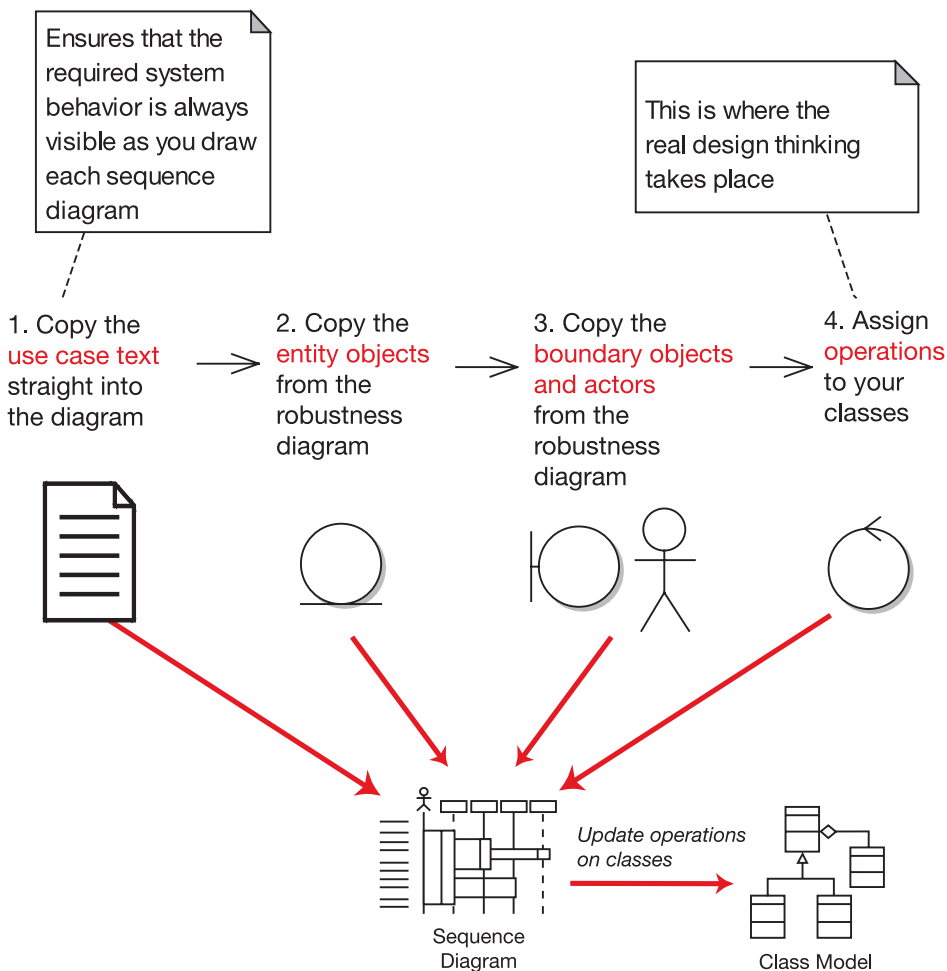 Ensures that the
required system
behavior is always
visible as you draw
each sequence
diagram
This is where the
real design thinking
takes place
1. Copy the
use case text
straight into
the diagram
2. Copy the
entity objects
from the
robustness
diagram
3. Copy the
boundary objects
and actors
from the
robustness
diagram
4. Assign
operations
to your
classes
Update operations
on classes
Sequence
Diagram
Class Model